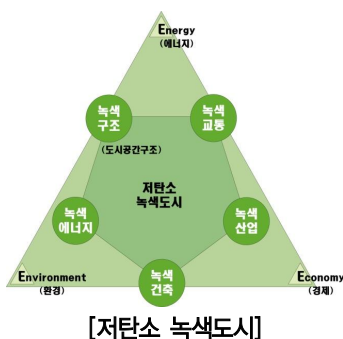 Energy
(에너지)
녹색
구조
녹색
교통
(도시공간구조)
저탄소
녹색도시
녹색
에너지
녹색
산업
Environment
(환경)
녹색
건축
Economy
(경제)
[저탄소 녹색도시]